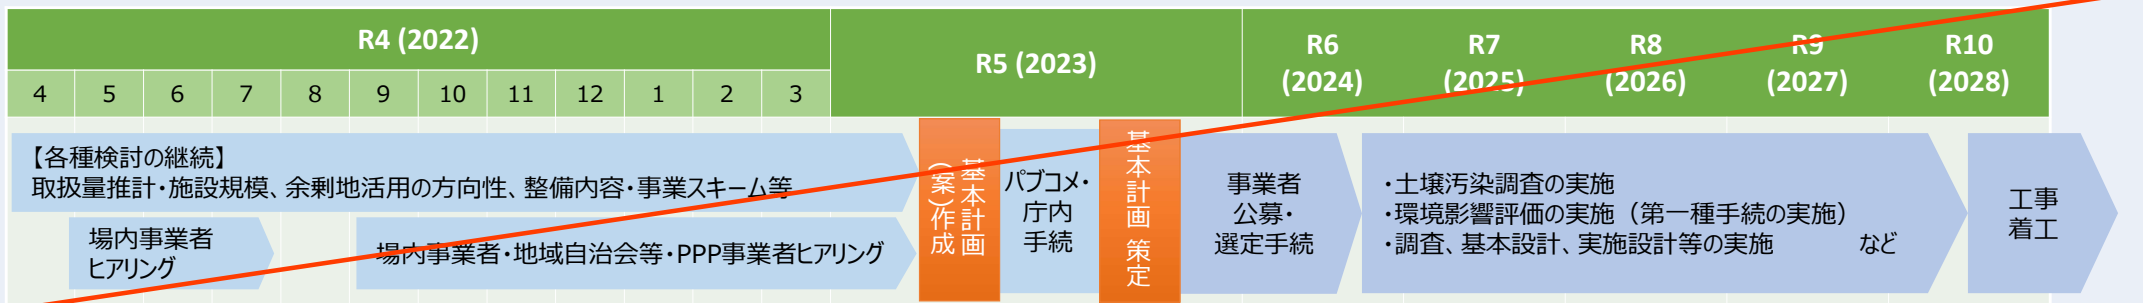 R4 (2022)
R5 (2023)
R6
(2024)
R7
(2025)
R8
(2026)
R9
(2027)
R10
(2028)
4 5 6 7 8 9 10 11 12 1 2 3
【各種検討の継続】
取扱量推計・施設規模、余剰地活用の方向性、整備内容・事業スキーム等
場内事業者
ヒアリング
場内事業者・地域自治会等・PPP事業者ヒアリング
基本計画
(案)作成
パブコメ・
庁内
手続
基本計画 策定
事業者
公募・
選定手続
・土壌汚染調査の実施
・環境影響評価の実施（第一種手続の実施）
・調査、基本設計、実施設計等の実施 など
工事
着工